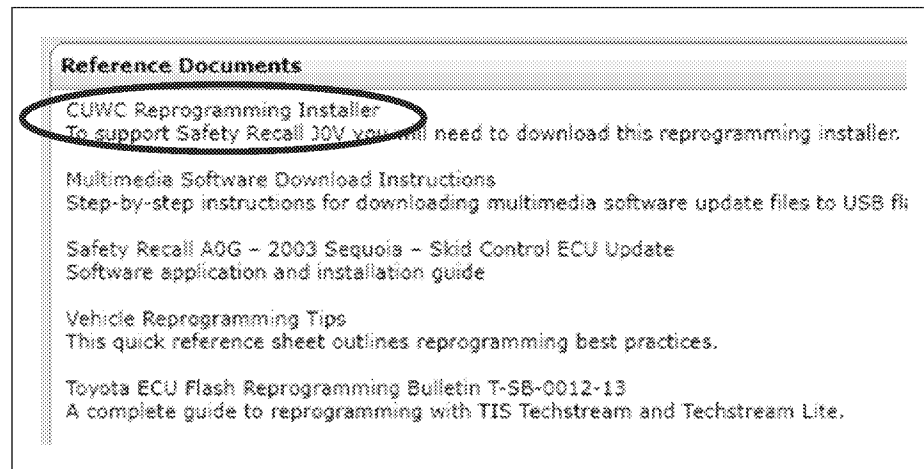 Reference Documents
CUWC Reprogramming Installer
To support Safety Recall J0V you will need to download this reprogramming installer.
Multimedia Software Download Instructions
Step-by-step instructions for downloading multimedia software update files to USB fla
Safety Recall A0G – 2003 Sequoia – Skid Control ECU Update
Software application and installation guide
Vehicle Reprogramming Tips
This quick reference sheet outlines reprogramming best practices.
Toyota ECU Flash Reprogramming Bulletin T-SB-0012-13
A complete guide to reprogramming with TIS Techstream and Techstream Lite.